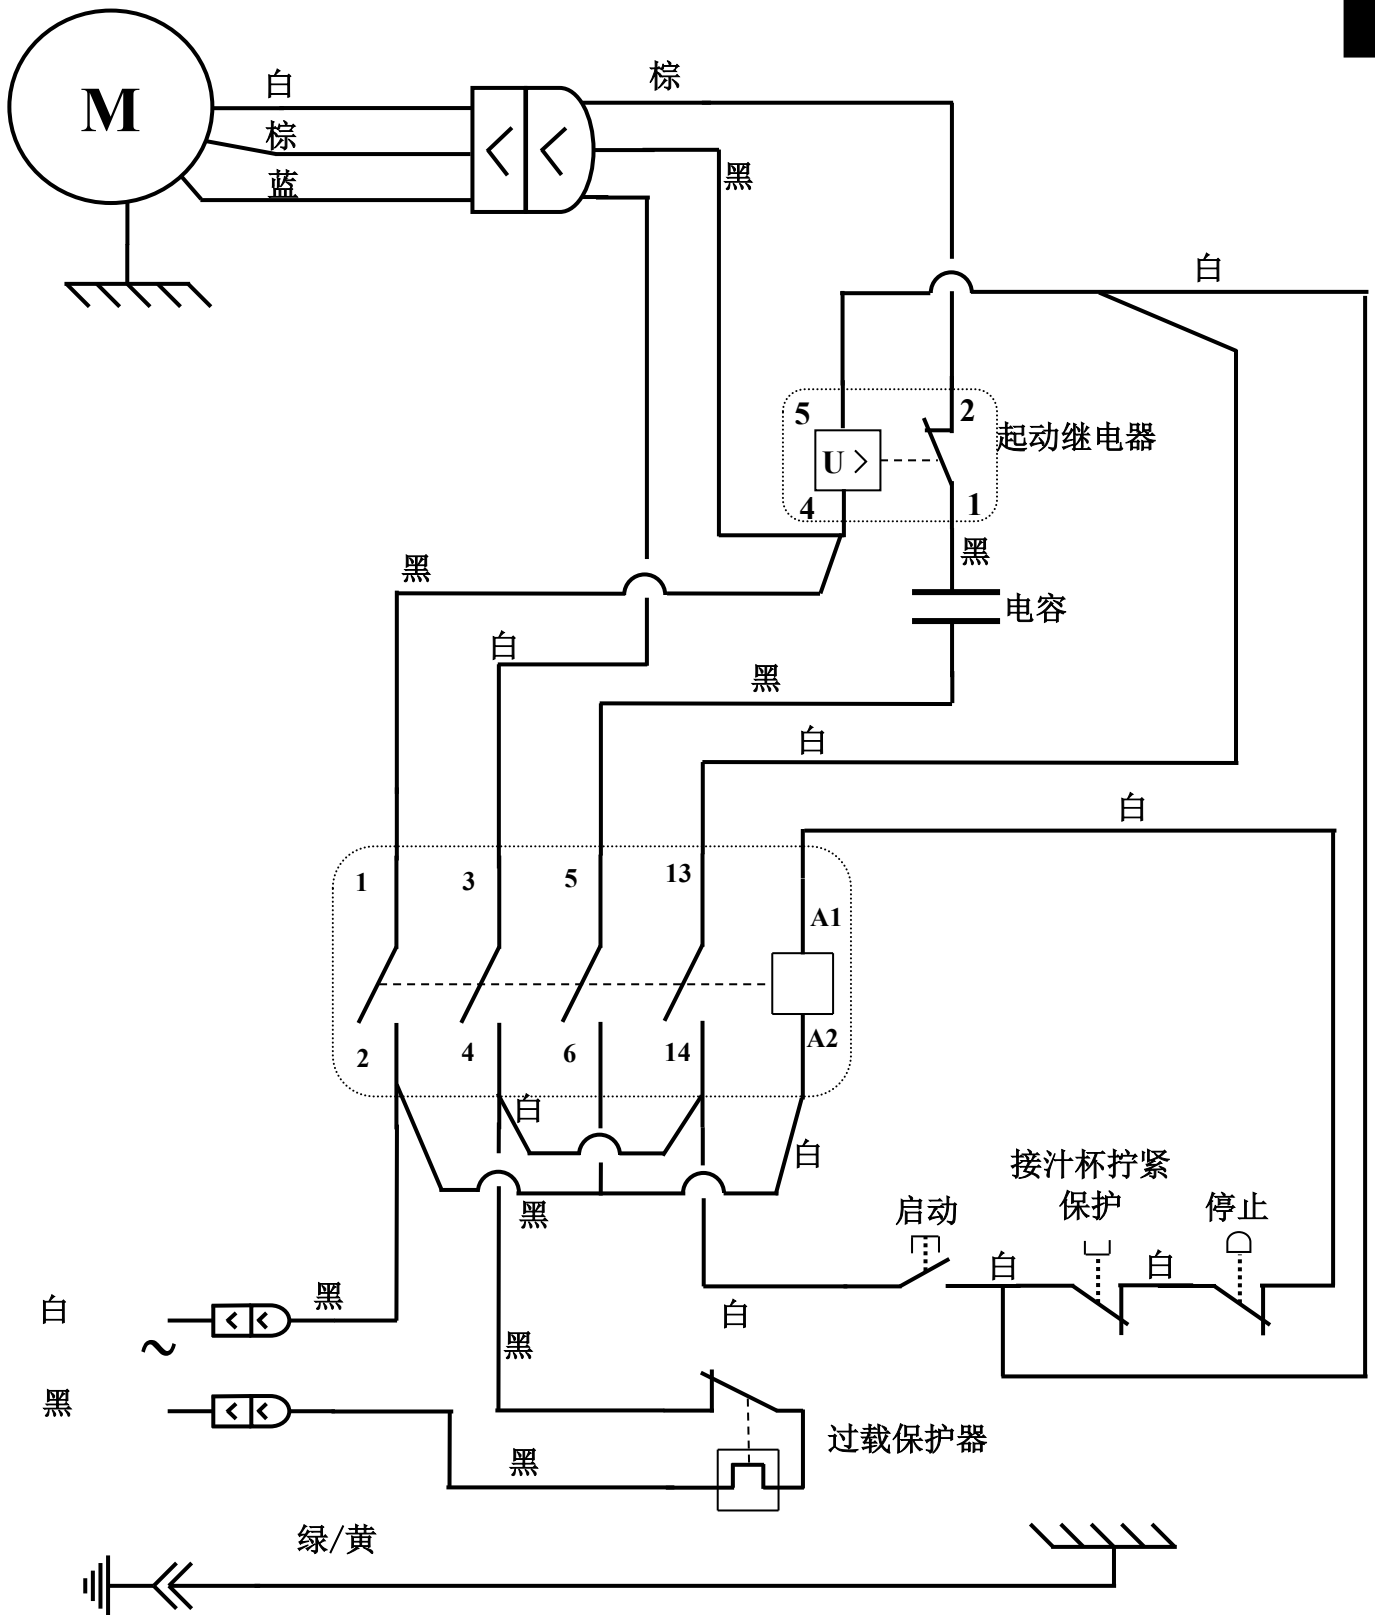 白
棕
M
棕
黑
蓝
白
5
2
起动继电器
U >
4
1
黑
黑
电容
白
黑
白
白
1
3
5
13
A1
2
4
6
14
A2
白
白
接汁杯拧紧
保护
启动
停止
黑
白
白
白
黑
~
白
黑
黑
过载保护器
黑
绿/黄